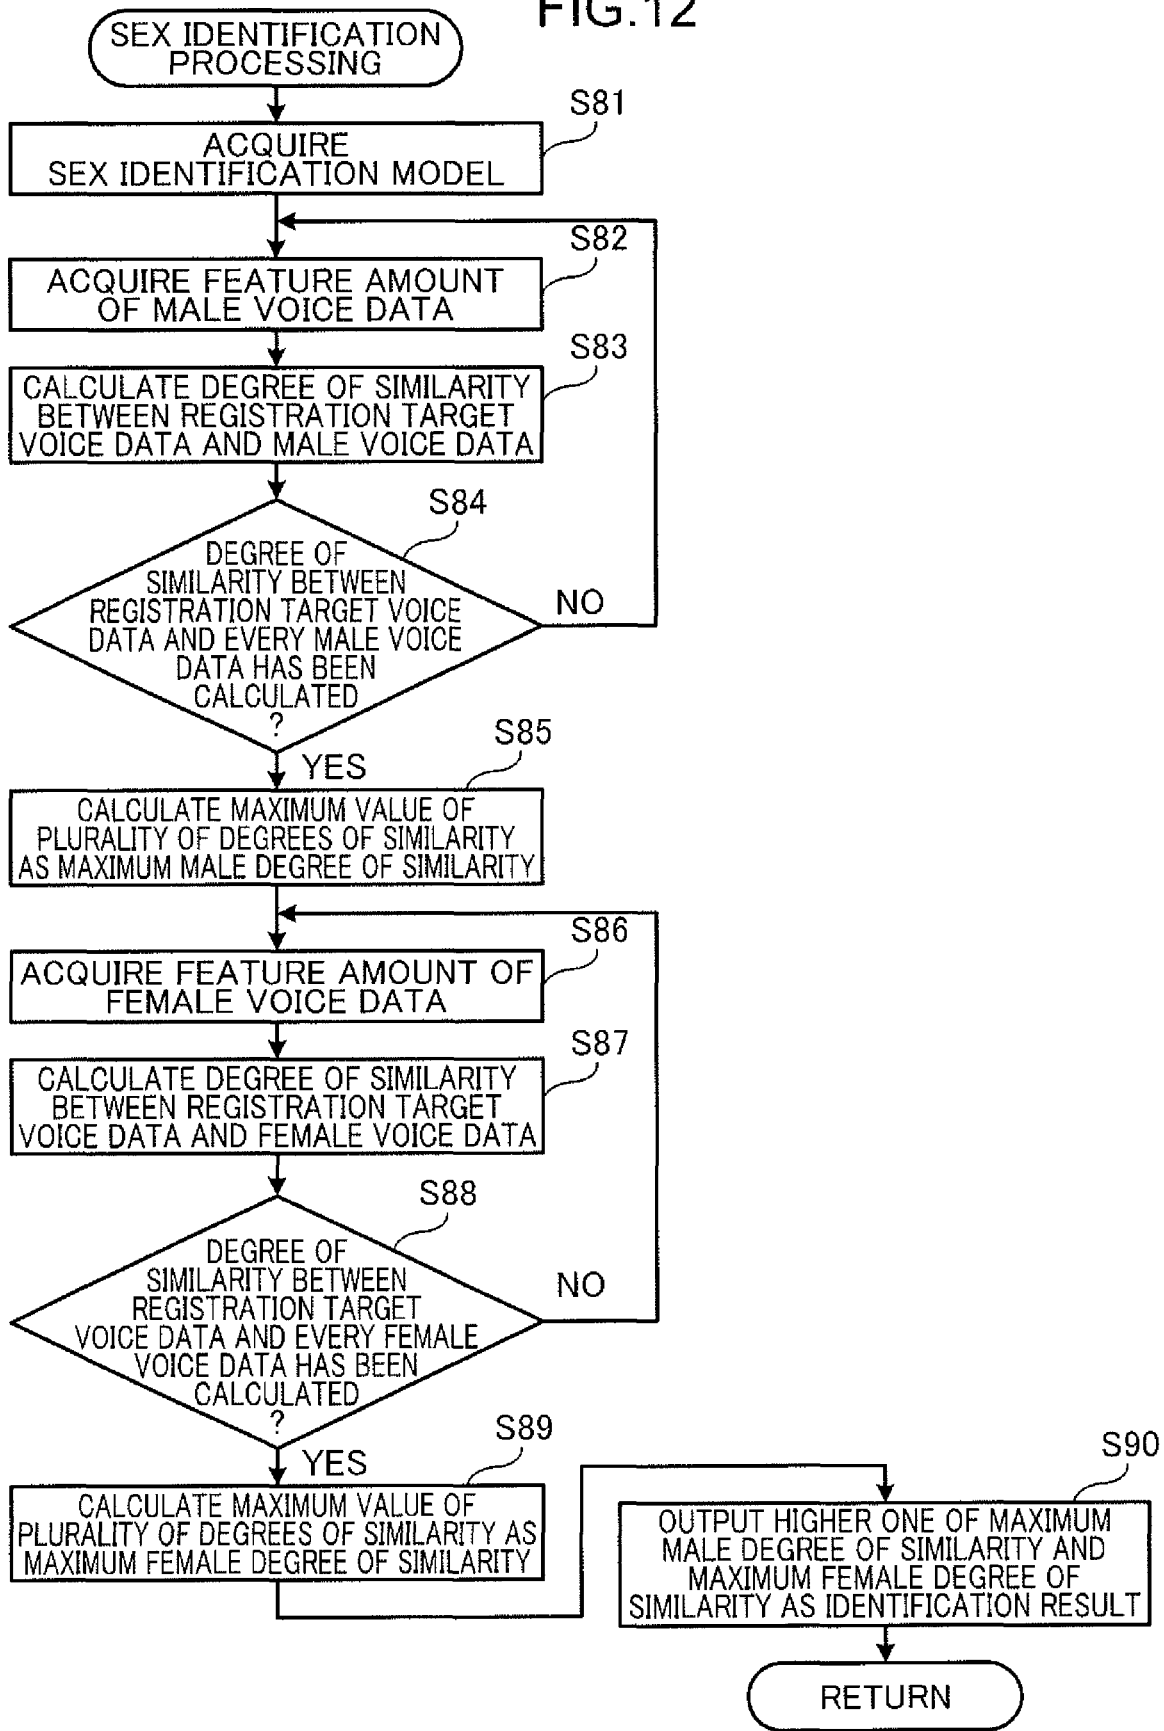 FIG.12
SEX IDENTIFICATION
PROCESSING
S81
ACQUIRE
SEX IDENTIFICATION MODEL
S82
ACQUIRE FEATURE AMOUNT
OF MALE VOICE DATA
S83
CALCULATE DEGREE OF SIMILARITY
BETWEEN REGISTRATION TARGET
VOICE DATA AND MALE VOICE DATA
S84
DEGREE OF
SIMILARITY BETWEEN
REGISTRATION TARGET VOICE
DATA AND EVERY MALE VOICE
DATA HAS BEEN
CALCULATED
?
NO
YES
S85
CALCULATE MAXIMUM VALUE OF
PLURALITY OF DEGREES OF SIMILARITY
AS MAXIMUM MALE DEGREE OF SIMILARITY
S86
ACQUIRE FEATURE AMOUNT OF
FEMALE VOICE DATA
S87
CALCULATE DEGREE OF SIMILARITY
BETWEEN REGISTRATION TARGET
VOICE DATA AND FEMALE VOICE DATA
S88
DEGREE OF
SIMILARITY BETWEEN
REGISTRATION TARGET
VOICE DATA AND EVERY FEMALE
VOICE DATA HAS BEEN
CALCULATED
?
NO
YES
S89
CALCULATE MAXIMUM VALUE OF
PLURALITY OF DEGREES OF SIMILARITY AS
MAXIMUM FEMALE DEGREE OF SIMILARITY
S90
OUTPUT HIGHER ONE OF MAXIMUM
MALE DEGREE OF SIMILARITY AND
MAXIMUM FEMALE DEGREE OF
SIMILARITY AS IDENTIFICATION RESULT
RETURN